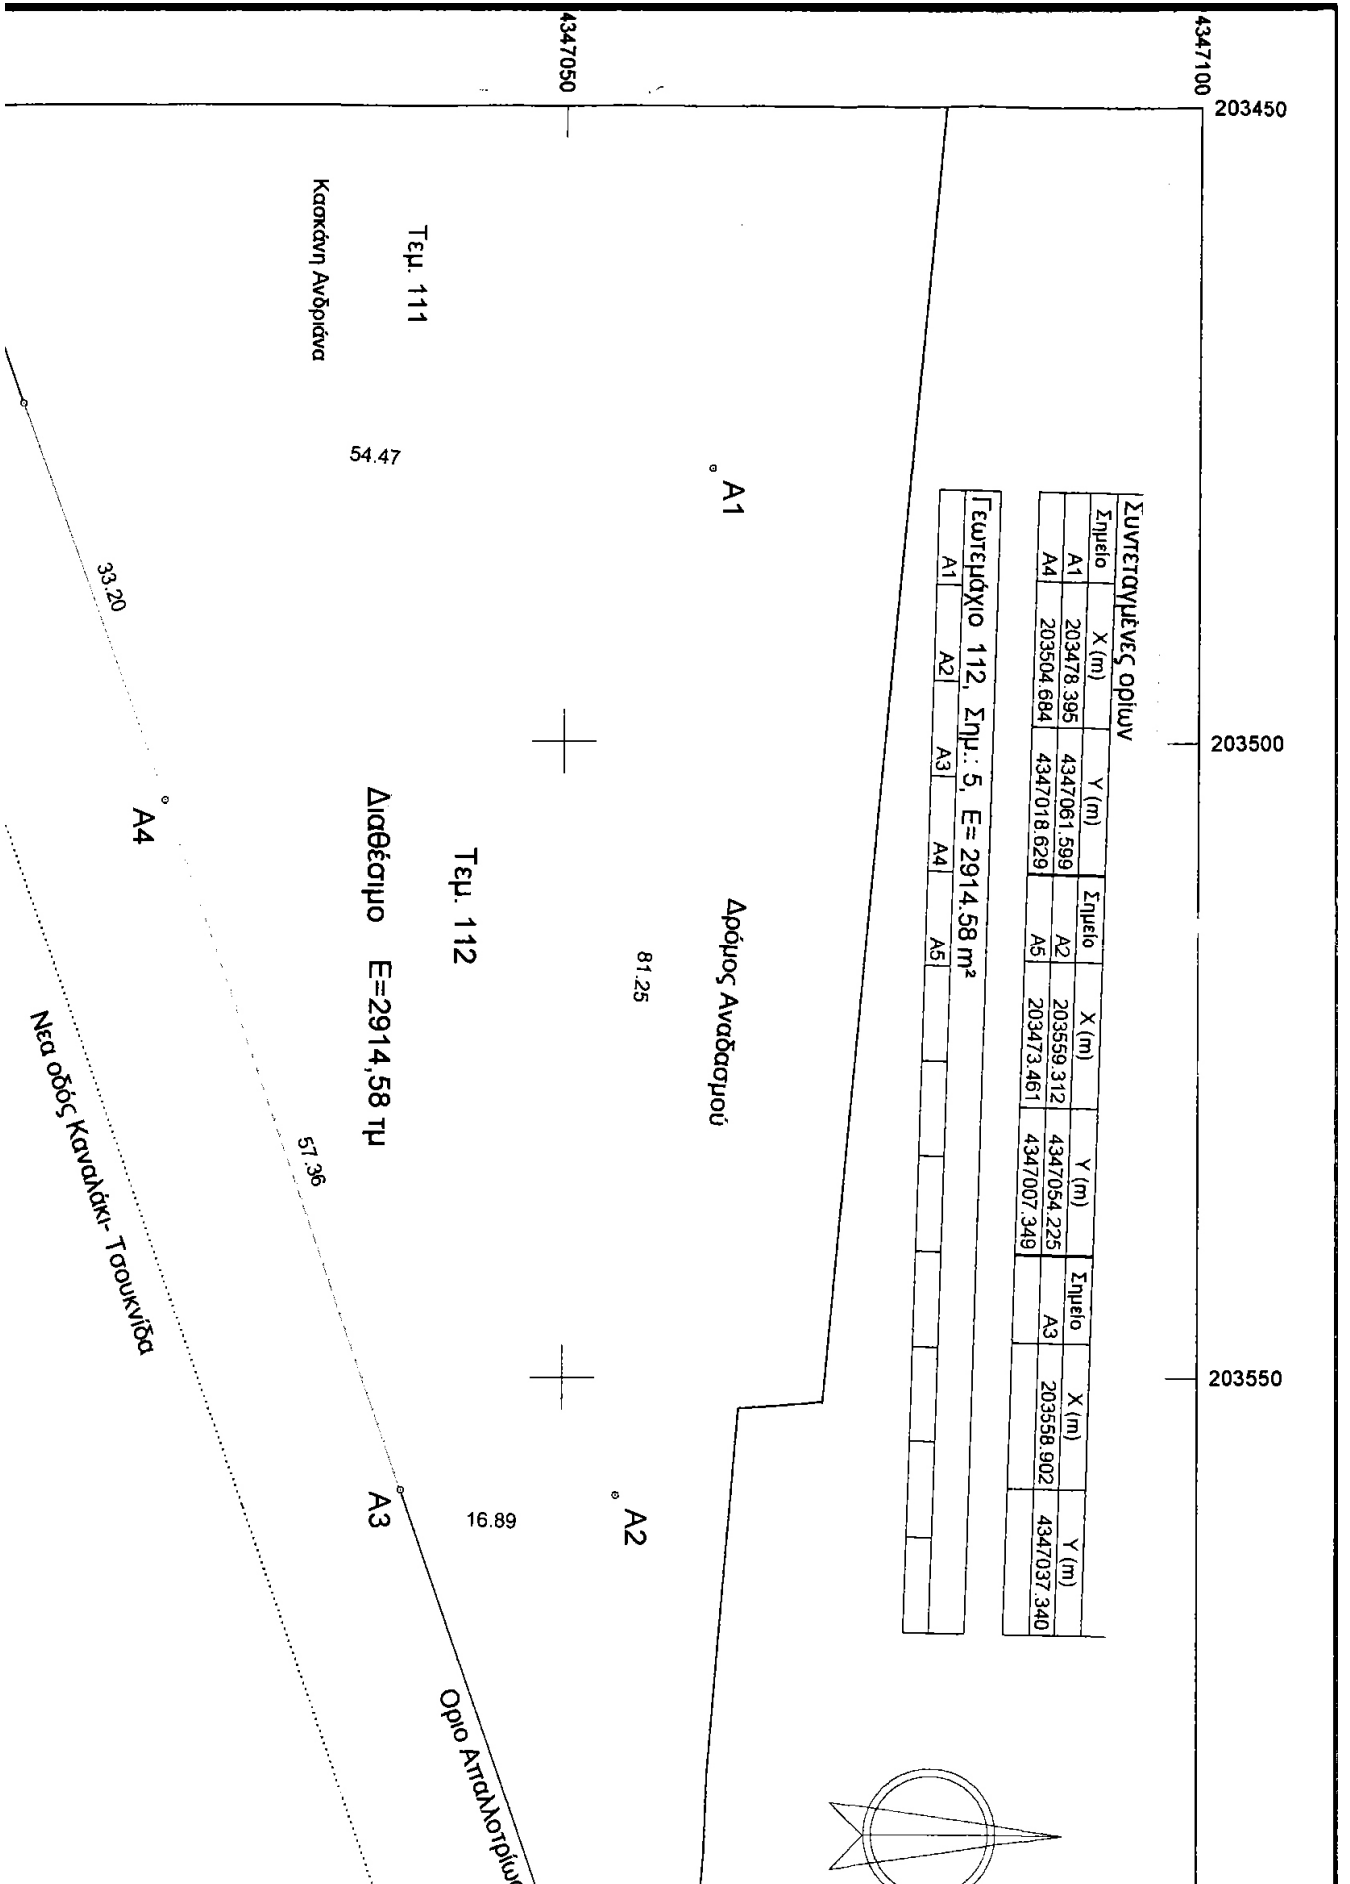 4347050
4347100
203450
203500
203550
Συντεταγμένες ορίων
Σημείο X (m) Y (m) Σημείο X (m) Y (m) Σημείο X (m) Y (m)
A1 203478.395 4347061.599 A2 203559.312 4347054.225 A3 203558.902 4347037.340
A4 203504.684 4347018.629 A5 203473.461 4347007.349
Γεωτεμάχιο 112, Σημ.: 5, E= 2914.58 m²
A1 A2 A3 A4 A5
A1
Δρόμος Αναδασμού
81.25
A2
Τεμ. 111
Κασκάνη Ανδριάνα
54.47
Τεμ. 112
Διαθέσιμο E=2914,58 τμ
16.89
A3
33.20
A4
57.36
Οριο Απαλλοτρίωσ
Νεα οδός Καναλάκι- Τσουκνίδα